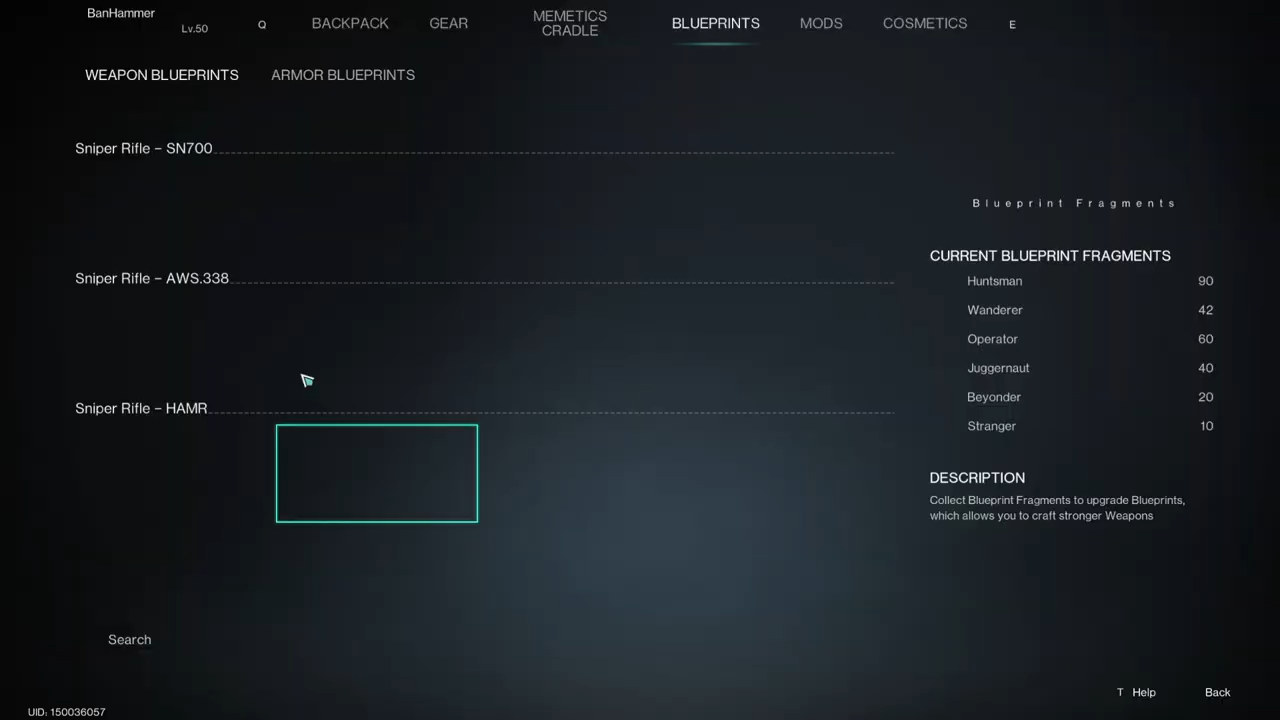 BanHammer
Lv.50
Q
BACKPACK
GEAR
MEMETICS
CRADLE
BLUEPRINTS
MODS
COSMETICS
E
WEAPON BLUEPRINTS
ARMOR BLUEPRINTS
Sniper Rifle – SN700
Sniper Rifle – AWS.338
Sniper Rifle – HAMR
Blueprint Fragments
CURRENT BLUEPRINT FRAGMENTS
Huntsman 90
Wanderer 42
Operator 60
Juggernaut 40
Beyonder 20
Stranger 10
DESCRIPTION
Collect Blueprint Fragments to upgrade Blueprints,
which allows you to craft stronger Weapons
Search
T Help
Back
UID: 150036057